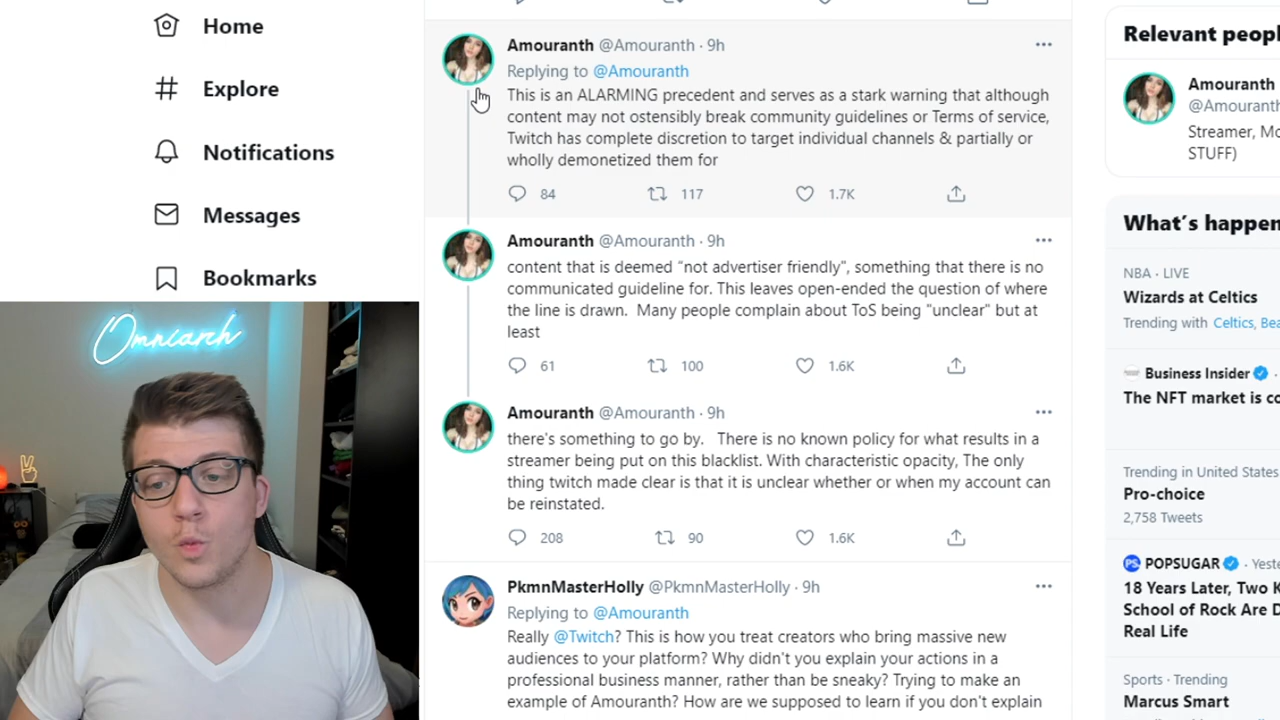 Home
Explore
Notifications
Messages
Bookmarks
Omniarch
Amouranth @Amouranth · 9h
Replying to @Amouranth
This is an ALARMING precedent and serves as a stark warning that although
content may not ostensibly break community guidelines or Terms of service,
Twitch has complete discretion to target individual channels & partially or
wholly demonetized them for
84 117 1.7K
Amouranth @Amouranth · 9h
content that is deemed “not advertiser friendly”, something that there is no
communicated guideline for. This leaves open-ended the question of where
the line is drawn. Many people complain about ToS being “unclear” but at
least
61 100 1.6K
Amouranth @Amouranth · 9h
there's something to go by. There is no known policy for what results in a
streamer being put on this blacklist. With characteristic opacity, The only
thing twitch made clear is that it is unclear whether or when my account can
be reinstated.
208 90 1.6K
PkmnMasterHolly @PkmnMasterHolly · 9h
Replying to @Amouranth
Really @Twitch? This is how you treat creators who bring massive new
audiences to your platform? Why didn't you explain your actions in a
professional business manner, rather than be sneaky? Trying to make an
example of Amouranth? How are we supposed to learn if you don't explain
Relevant peopl
Amouranth
@Amouranth
Streamer, Mo
STUFF)
What's happen
NBA · LIVE
Wizards at Celtics
Trending with Celtics, Bea
Business Insider ·
The NFT market is co
Trending in United States
Pro-choice
2,758 Tweets
POPSUGAR · Yeste
18 Years Later, Two K
School of Rock Are D
Real Life
Sports · Trending
Marcus Smart